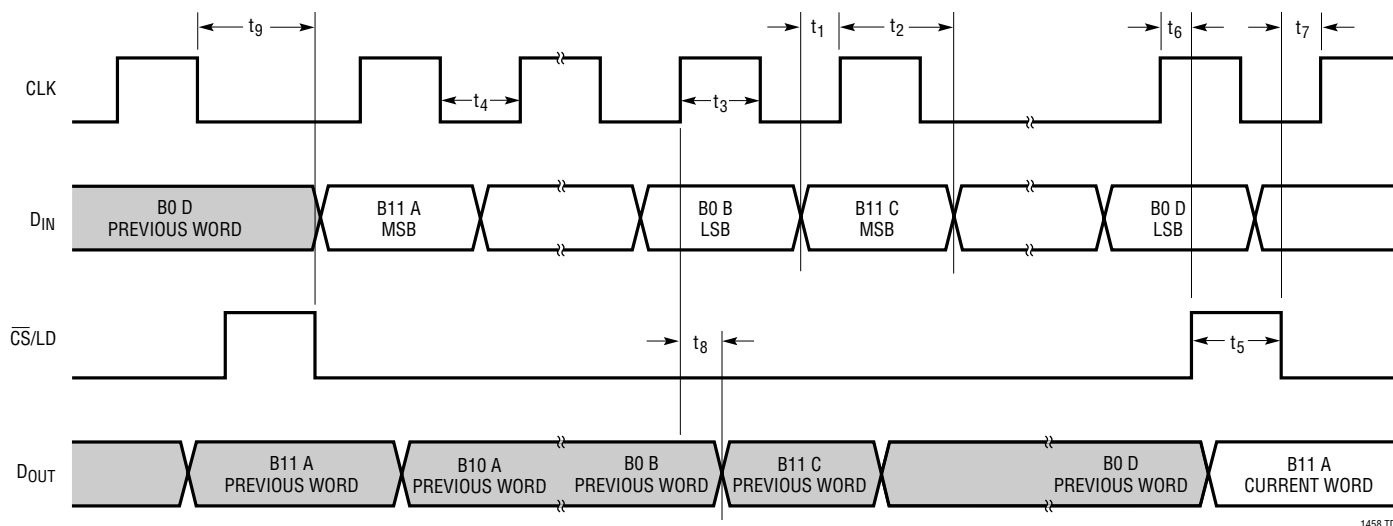 t9 t1 t2 t6 t7
CLK
t4 t3
DIN
B0 D
PREVIOUS WORD
B11 A
MSB
B0 B
LSB
B11 C
MSB
B0 D
LSB
CS/LD
t8 t5
DOUT
B11 A
PREVIOUS WORD
B10 A
PREVIOUS WORD
B0 B
PREVIOUS WORD
B11 C
PREVIOUS WORD
B0 D
PREVIOUS WORD
B11 A
CURRENT WORD